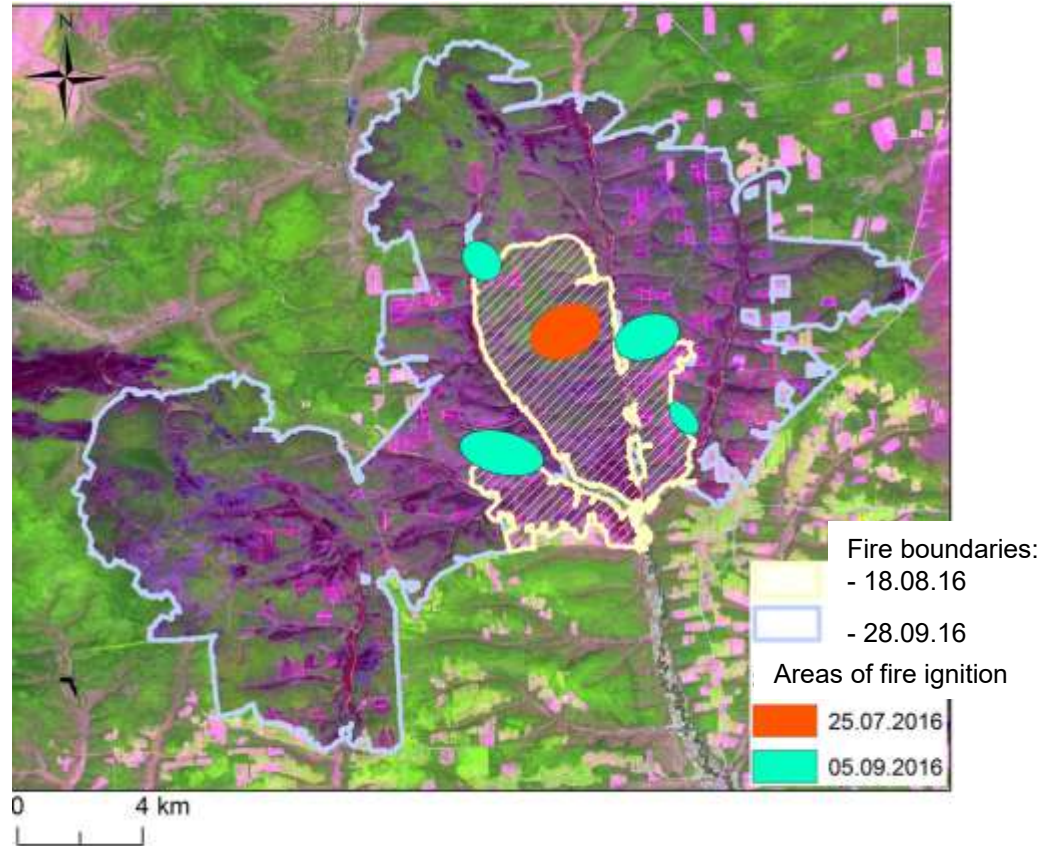 N
Fire boundaries:
- 18.08.16
- 28.09.16
Areas of fire ignition
25.07.2016
05.09.2016
0 4 km